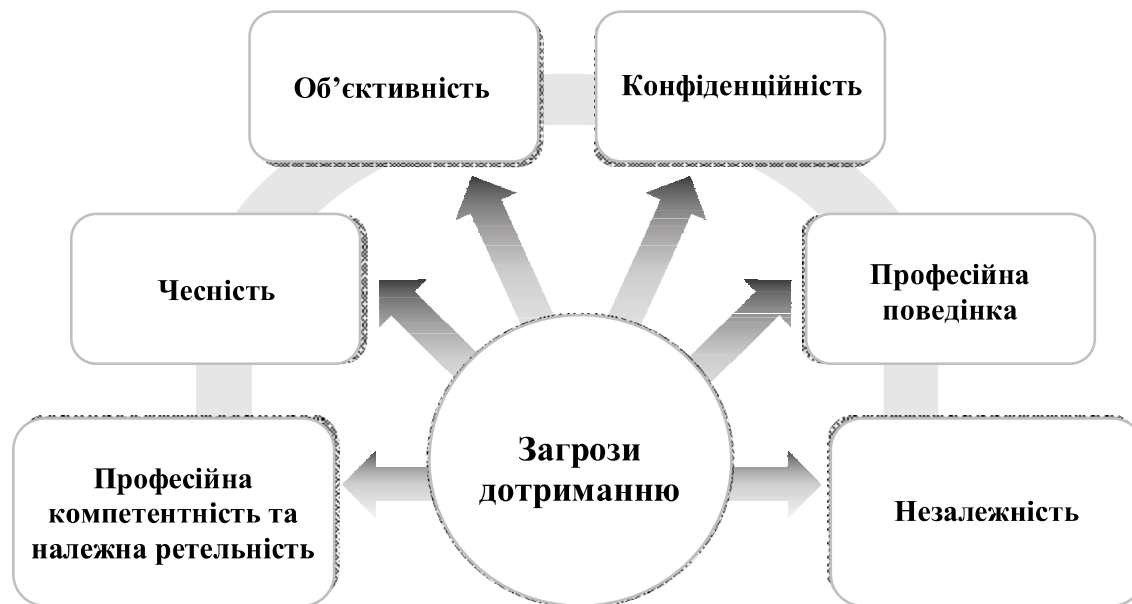 Об’єктивність
Конфіденційність
Чесність
Професійна
поведінка
Професійна
компетентність та
належна ретельність
Загрози
дотриманню
Незалежність